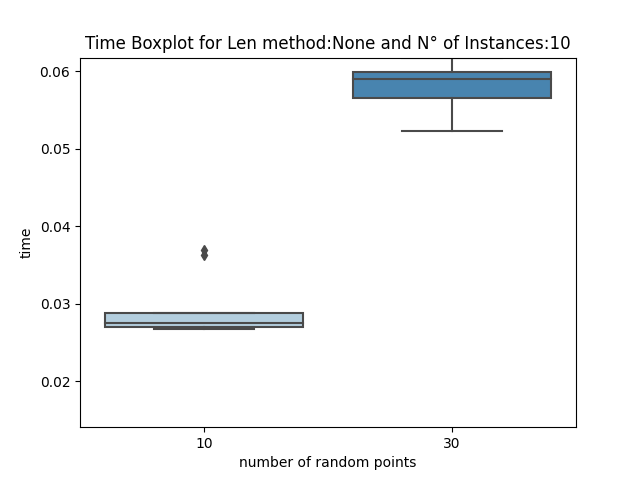 Time Boxplot for Len method:None and N° of Instances:10
0.06
0.05
0.04
0.03
0.02
time
10
30
number of random points